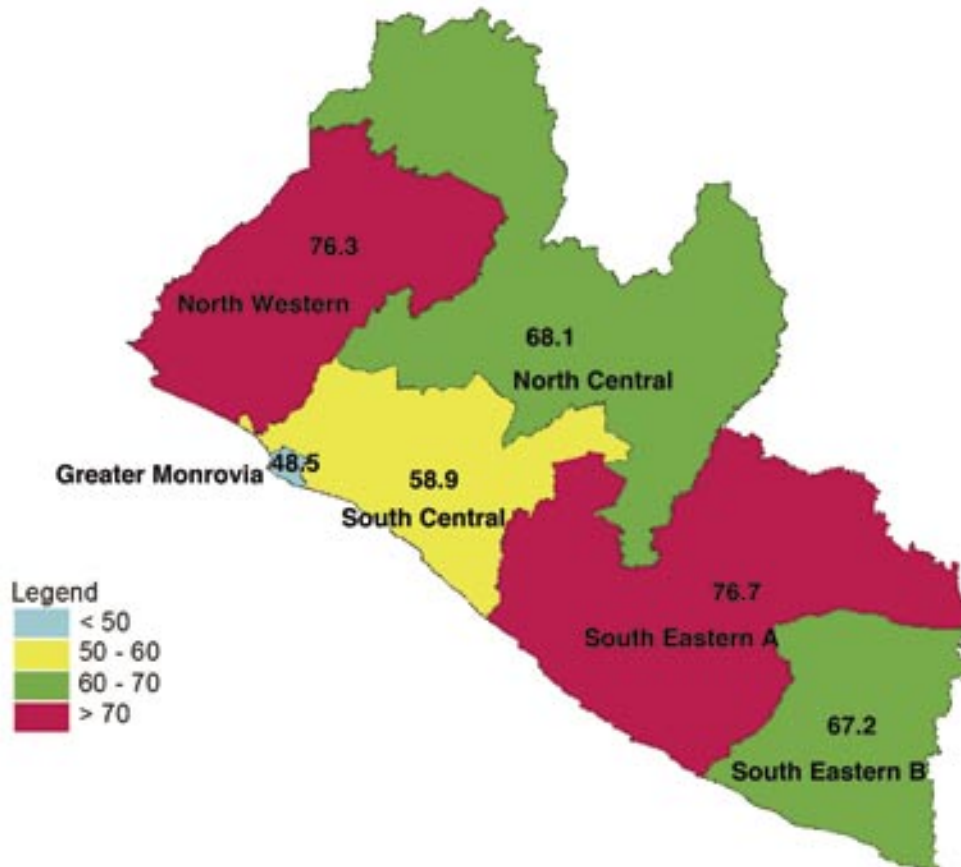 76.3
North Western
68.1
North Central
Greater Monrovia
48.5
58.9
South Central
76.7
South Eastern A
67.2
South Eastern B
Legend
< 50
50 - 60
60 - 70
> 70